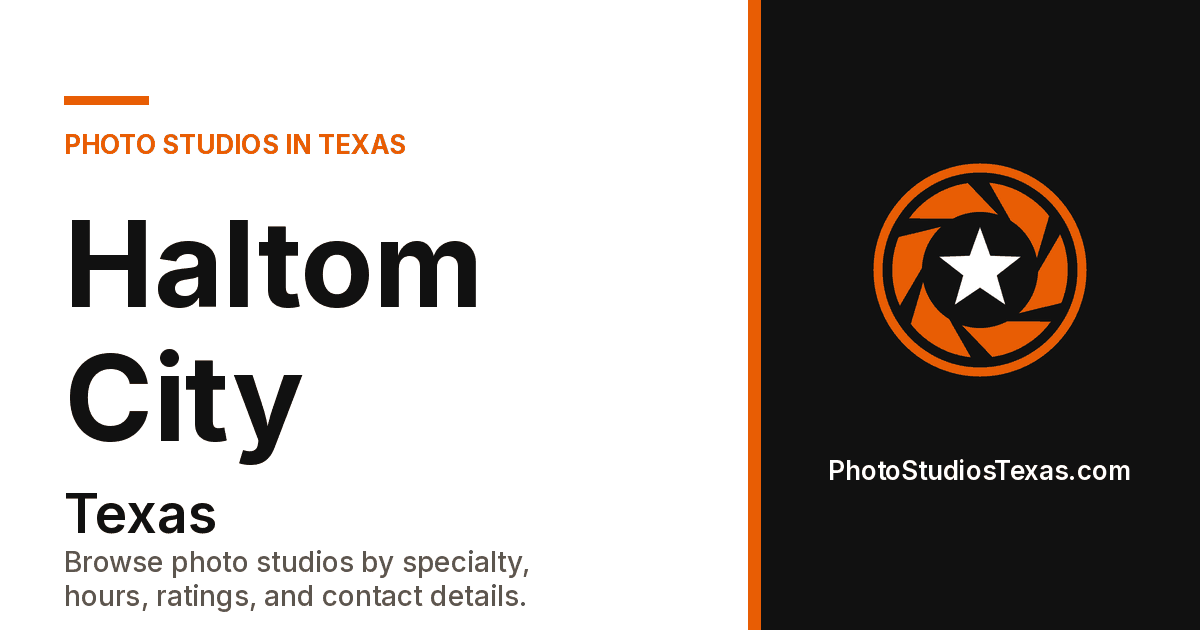 PHOTO STUDIOS IN TEXAS
Haltom
City
Texas
Browse photo studios by specialty,
hours, ratings, and contact details.
PhotoStudiosTexas.com